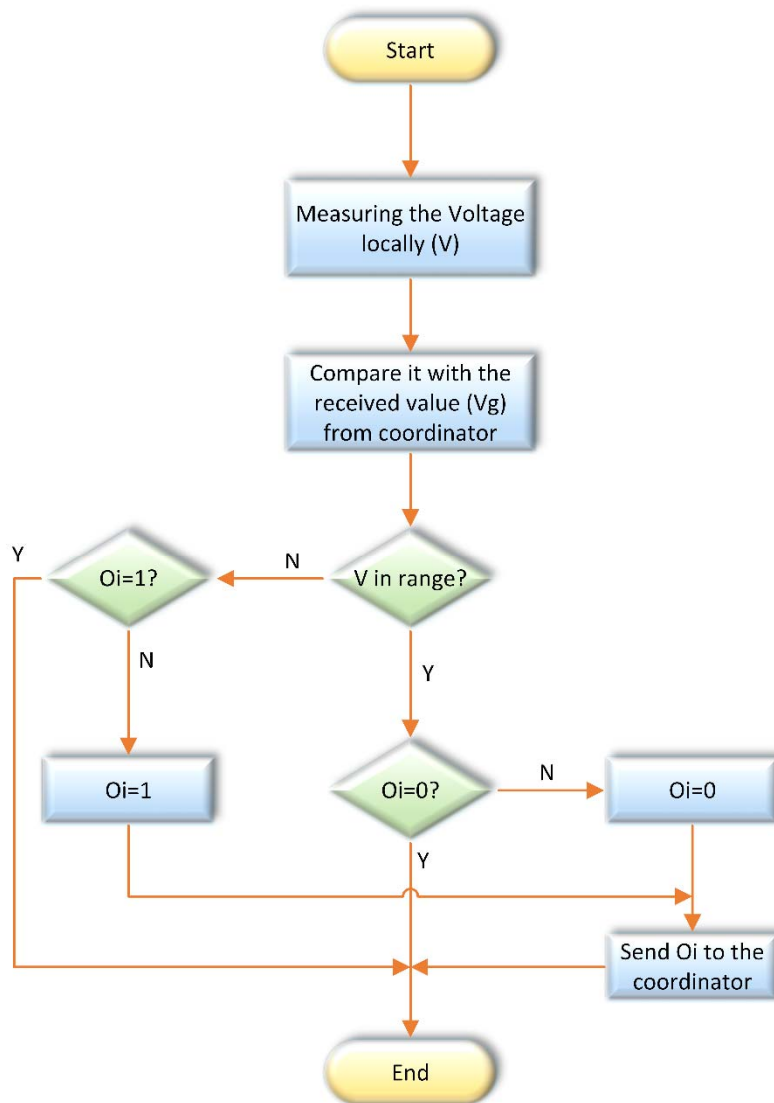 Start
Measuring the Voltage
locally (V)
Compare it with the
received value (Vg)
from coordinator
Y
Oi=1?
N
V in range?
N
Y
Oi=1
Oi=0?
N
Oi=0
Y
Send Oi to the
coordinator
End